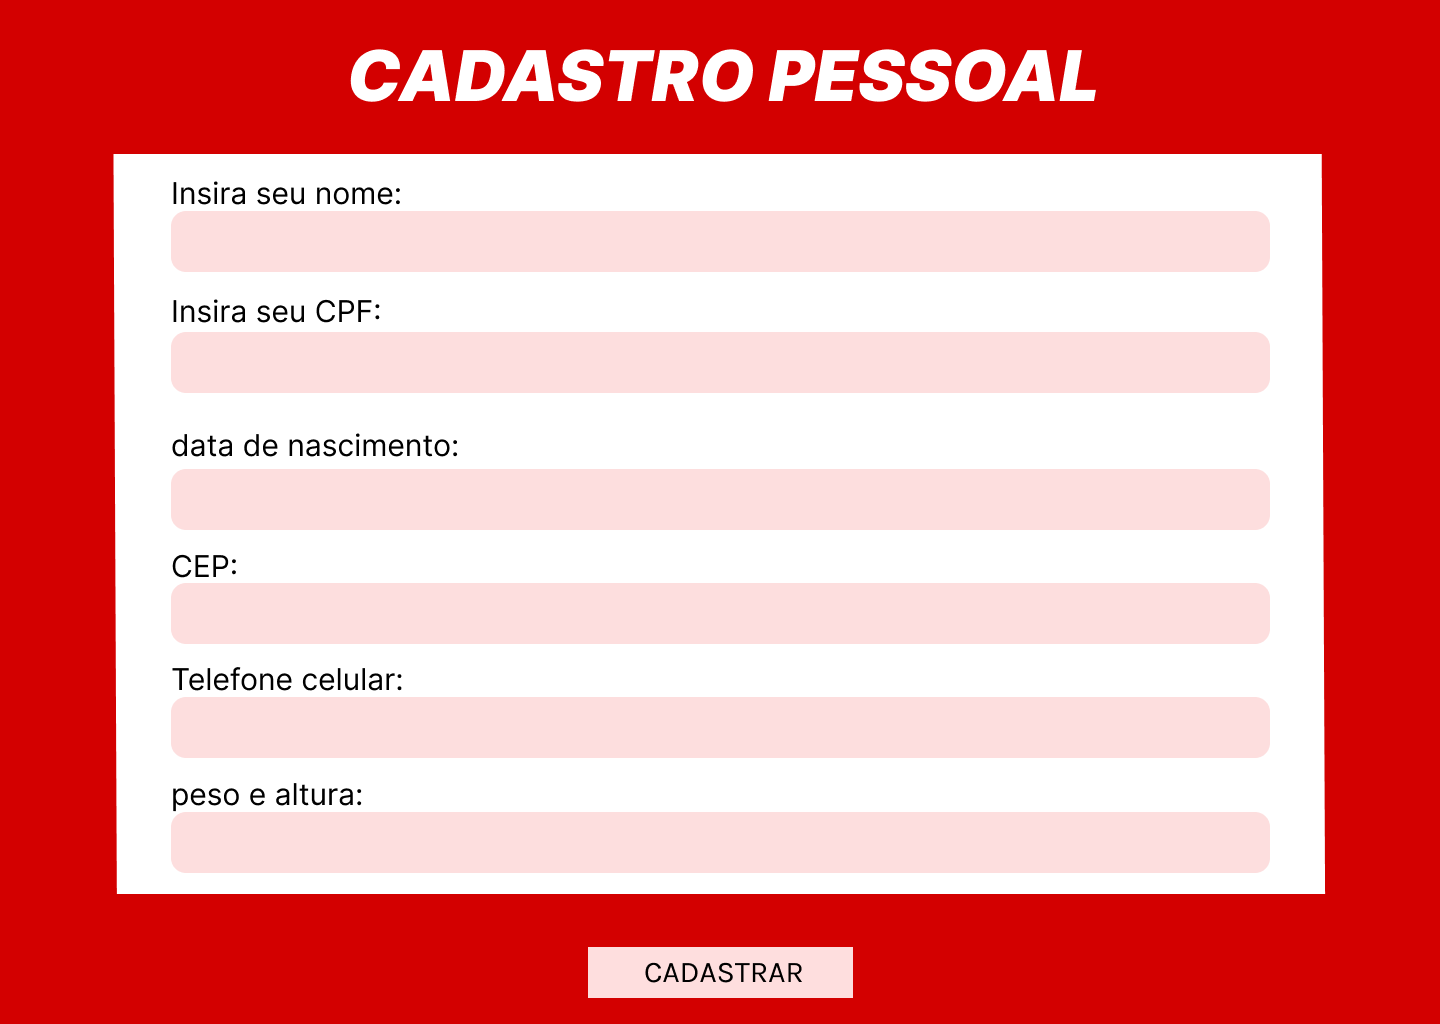 CADASTRO PESSOAL
Insira seu nome:
Insira seu CPF:
data de nascimento:
CEP:
Telefone celular:
peso e altura:
CADASTRAR